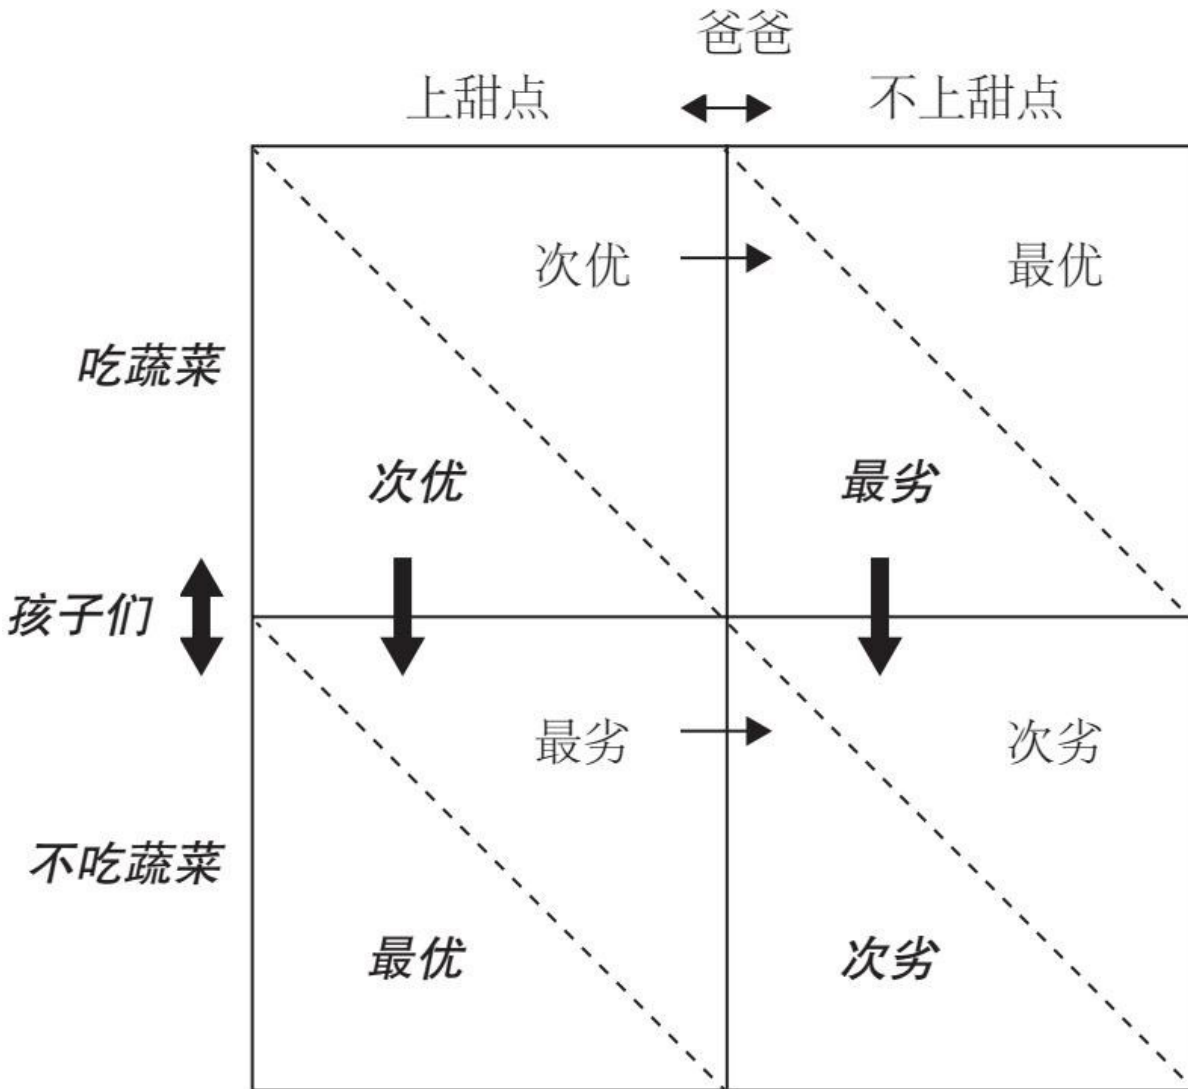 爸爸
上甜点 不上甜点
次优 最优
吃蔬菜
次优 最劣
孩子们
最劣 次劣
不吃蔬菜
最优 次劣